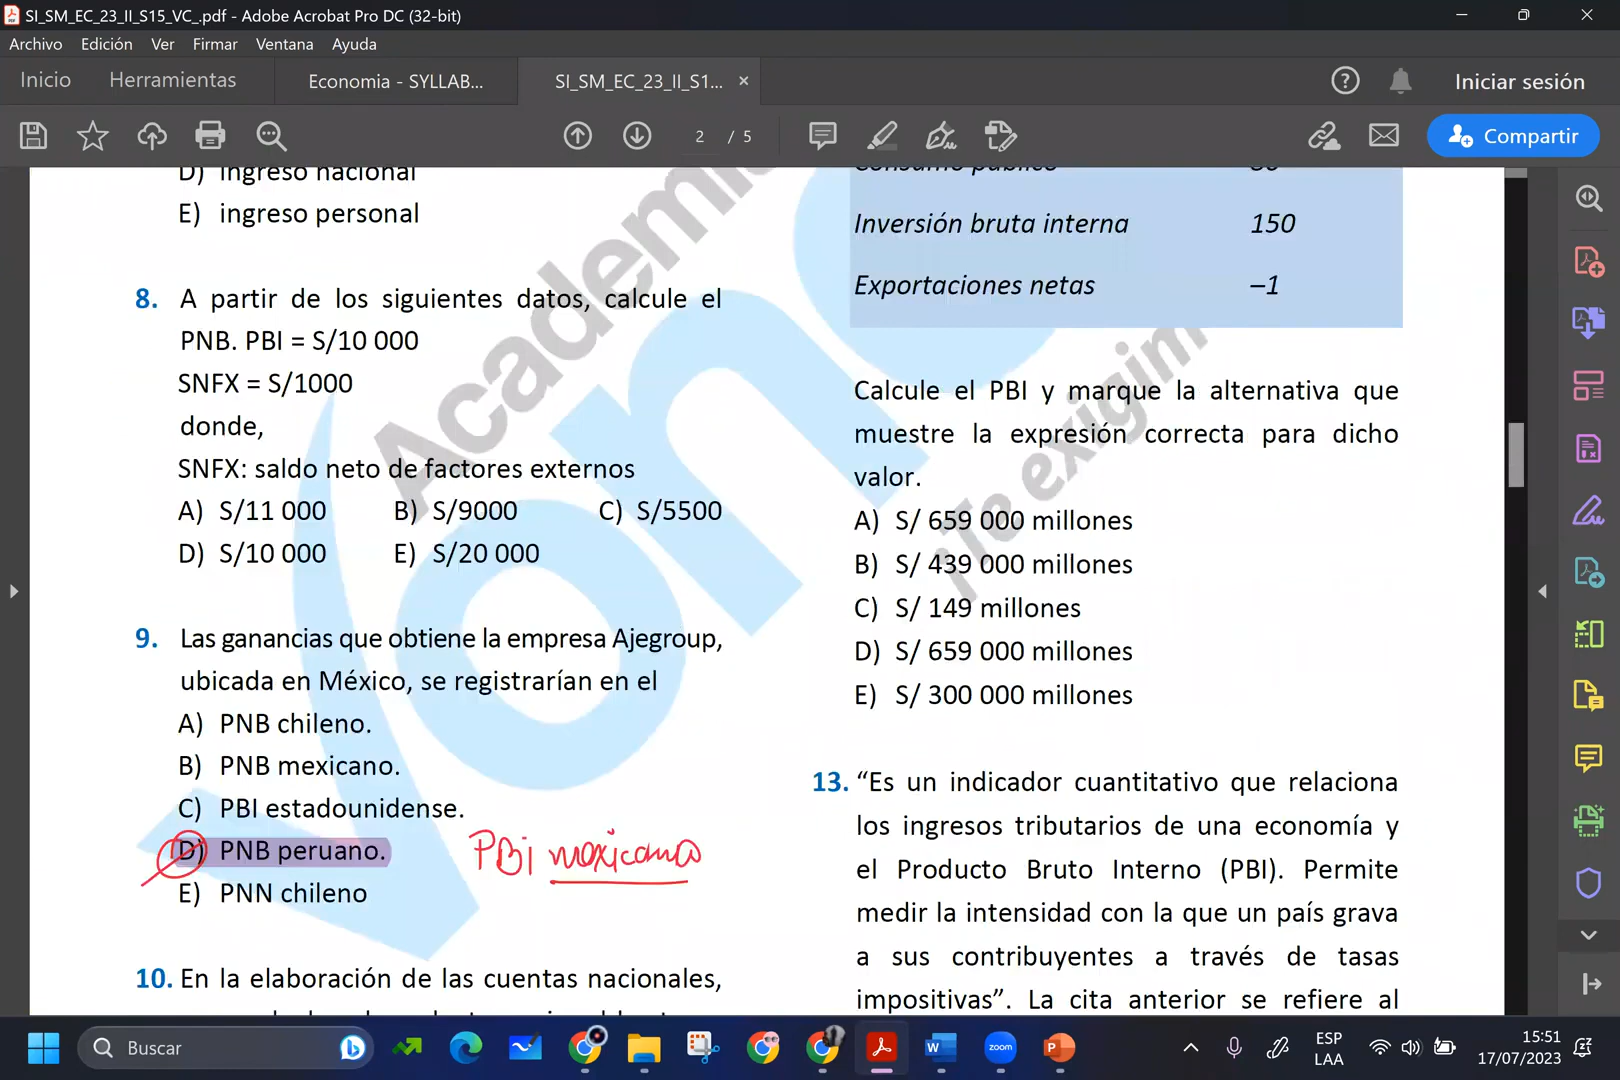 SI_SM_EC_23_II_S15_VC_.pdf - Adobe Acrobat Pro DC (32-bit)
Archivo Edición Ver Firmar Ventana Ayuda
Inicio Herramientas Economia - SYLLAB... SI_SM_EC_23_II_S1... × Iniciar sesión
2 / 5 Compartir
D) ingreso nacional
E) ingreso personal
8. A partir de los siguientes datos, calcule el
PNB. PBI = S/10 000
SNFX = S/1000
donde,
SNFX: saldo neto de factores externos
A) S/11 000 B) S/9000 C) S/5500
D) S/10 000 E) S/20 000
9. Las ganancias que obtiene la empresa Ajegroup,
ubicada en México, se registrarían en el
A) PNB chileno.
B) PNB mexicano.
C) PBI estadounidense.
D) PNB peruano.
PBI mexicano
E) PNN chileno
10. En la elaboración de las cuentas nacionales,
Consumo público
Inversión bruta interna 150
Exportaciones netas –1
Calcule el PBI y marque la alternativa que
muestre la expresión correcta para dicho
valor.
A) S/ 659 000 millones
B) S/ 439 000 millones
C) S/ 149 millones
D) S/ 659 000 millones
E) S/ 300 000 millones
13. “Es un indicador cuantitativo que relaciona
los ingresos tributarios de una economía y
el Producto Bruto Interno (PBI). Permite
medir la intensidad con la que un país grava
a sus contribuyentes a través de tasas
impositivas”. La cita anterior se refiere al
Academi
Von
¡Te exigim
Buscar
zoom
ESP
LAA
15:51
17/07/2023